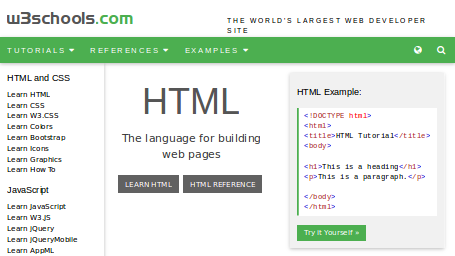 w3schools.com
THE WORLD'S LARGEST WEB DEVELOPER
SITE
TUTORIALS REFERENCES EXAMPLES
HTML and CSS
Learn HTML
Learn CSS
Learn W3.CSS
Learn Colors
Learn Bootstrap
Learn Icons
Learn Graphics
Learn How To
JavaScript
Learn JavaScript
Learn W3.JS
Learn jQuery
Learn jQueryMobile
Learn AppML
HTML
The language for building
web pages
LEARN HTML HTML REFERENCE
HTML Example:
<!DOCTYPE html>
<html>
<title>HTML Tutorial</title>
<body>
<h1>This is a heading</h1>
<p>This is a paragraph.</p>
</body>
</html>
Try It Yourself »